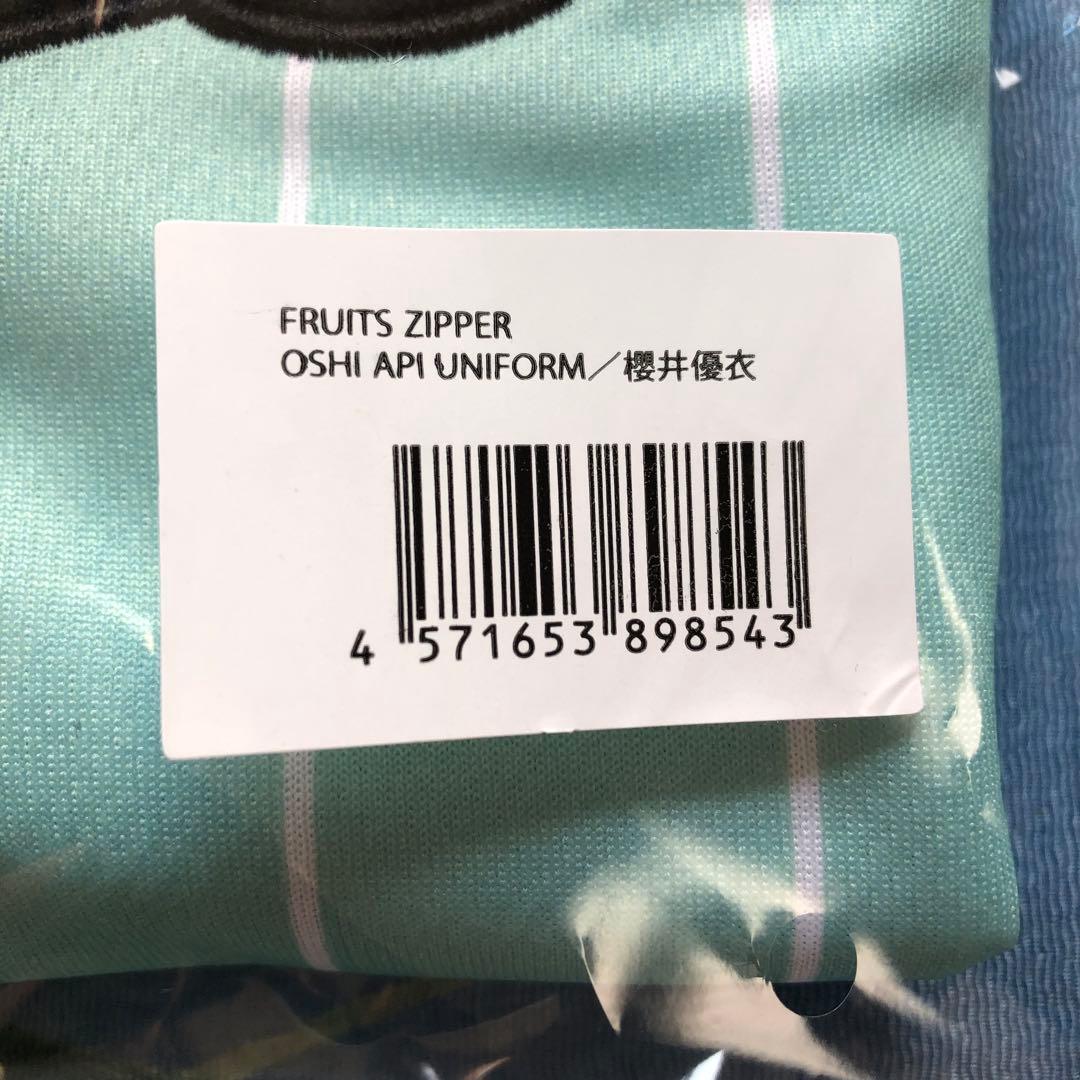 FRUITS ZIPPER
OSHI API UNIFORM／櫻井優衣
4 571653 898543